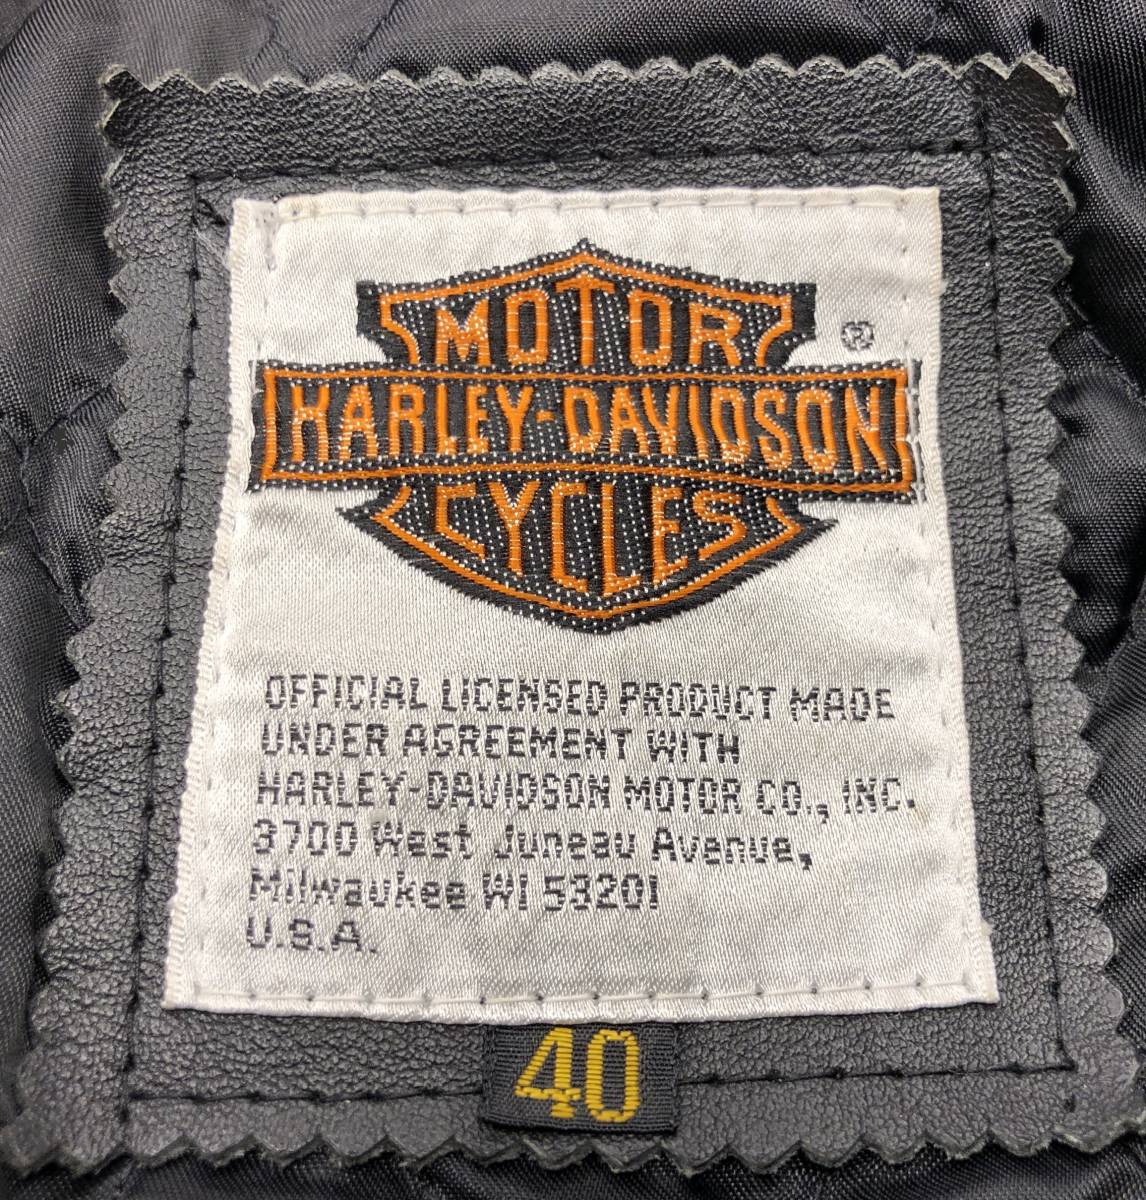 MOTOR
®
HARLEY-DAVIDSON
CYCLES
OFFICIAL LICENSED PRODUCT MADE
UNDER AGREEMENT WITH
HARLEY-DAVIDSON MOTOR CO., INC.
3700 West Juneau Avenue,
Milwaukee WI 53201
U.S.A.
40